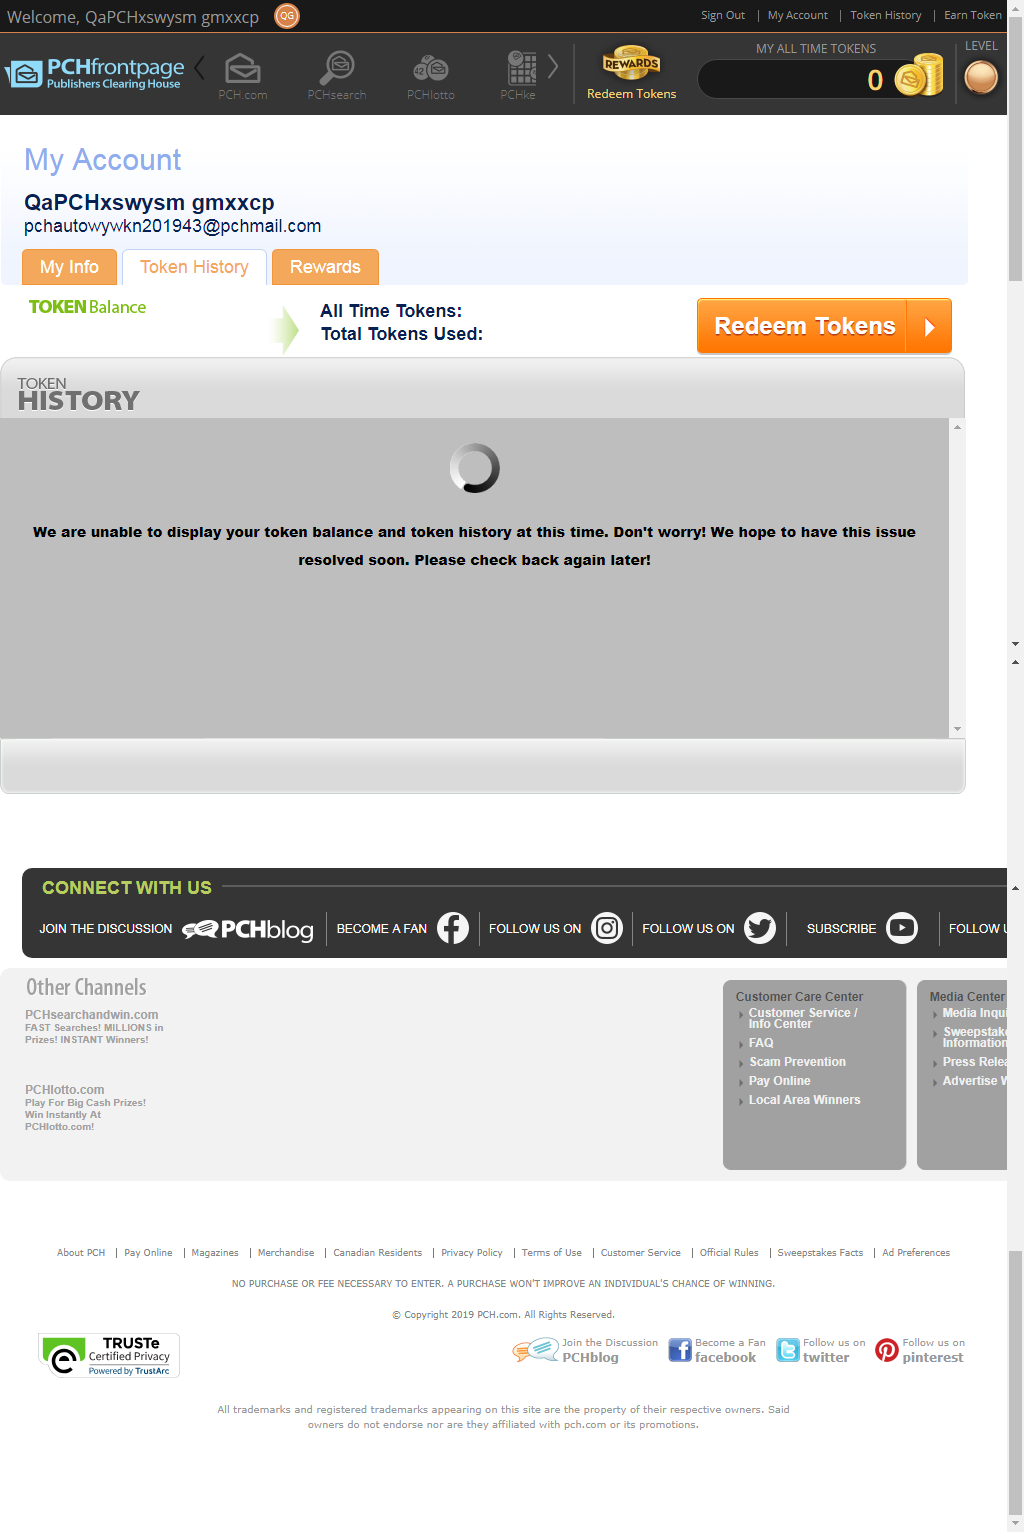 Welcome, QaPCHxswysm gmxxcp QG Sign Out | My Account | Token History | Earn Token
PCHfrontpage
Publishers Clearing House
PCH.com PCHsearch PCHlotto PCHke
REWARDS
Redeem Tokens
MY ALL TIME TOKENS
0
LEVEL
My Account
QaPCHxswysm gmxxcp
pchautowywkn201943@pchmail.com
My Info Token History Rewards
TOKEN Balance
All Time Tokens:
Total Tokens Used:
Redeem Tokens
TOKEN
HISTORY
We are unable to display your token balance and token history at this time. Don't worry! We hope to have this issue
resolved soon. Please check back again later!
CONNECT WITH US
JOIN THE DISCUSSION PCHblog BECOME A FAN FOLLOW US ON FOLLOW US ON SUBSCRIBE FOLLOW U
Other Channels
PCHsearchandwin.com
FAST Searches! MILLIONS in
Prizes! INSTANT Winners!
PCHlotto.com
Play For Big Cash Prizes!
Win Instantly At
PCHlotto.com!
Customer Care Center
Customer Service /
Info Center
FAQ
Scam Prevention
Pay Online
Local Area Winners
Media Center
Media Inqui
Sweepstake
Information
Press Relea
Advertise W
About PCH | Pay Online | Magazines | Merchandise | Canadian Residents | Privacy Policy | Terms of Use | Customer Service | Official Rules | Sweepstakes Facts | Ad Preferences
NO PURCHASE OR FEE NECESSARY TO ENTER. A PURCHASE WON'T IMPROVE AN INDIVIDUAL'S CHANCE OF WINNING.
© Copyright 2019 PCH.com. All Rights Reserved.
TRUSTe
Certified Privacy
Powered by TrustArc
Join the Discussion
PCHblog
Become a Fan
facebook
Follow us on
twitter
Follow us on
pinterest
All trademarks and registered trademarks appearing on this site are the property of their respective owners. Said
owners do not endorse nor are they affiliated with pch.com or its promotions.